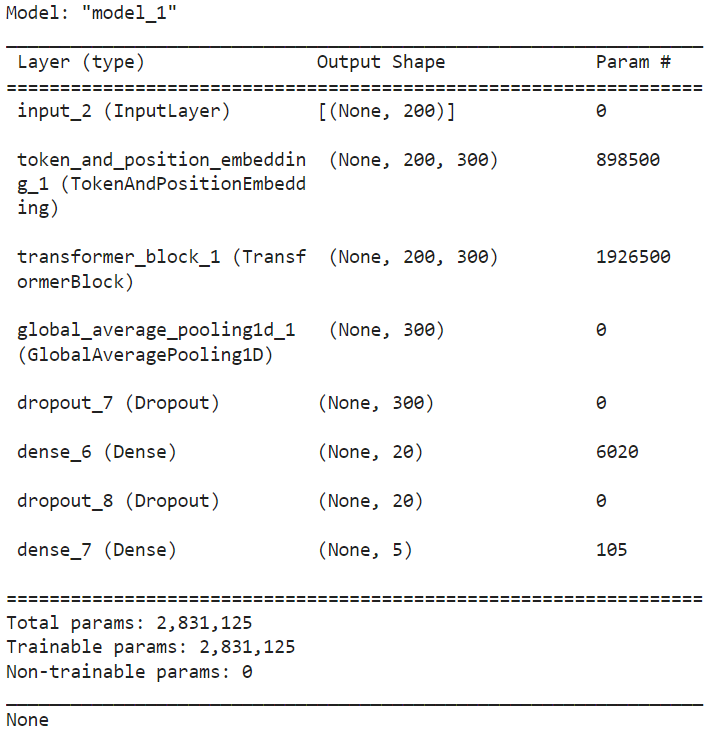 Model: "model_1"
_________________________________________________________________
Layer (type) Output Shape Param #
=================================================================
input_2 (InputLayer) [(None, 200)] 0
token_and_position_embeddin (None, 200, 300) 898500
g_1 (TokenAndPositionEmbedd
ing)
transformer_block_1 (Transf (None, 200, 300) 1926500
ormerBlock)
global_average_pooling1d_1 (None, 300) 0
(GlobalAveragePooling1D)
dropout_7 (Dropout) (None, 300) 0
dense_6 (Dense) (None, 20) 6020
dropout_8 (Dropout) (None, 20) 0
dense_7 (Dense) (None, 5) 105
=================================================================
Total params: 2,831,125
Trainable params: 2,831,125
Non-trainable params: 0
_________________________________________________________________
None